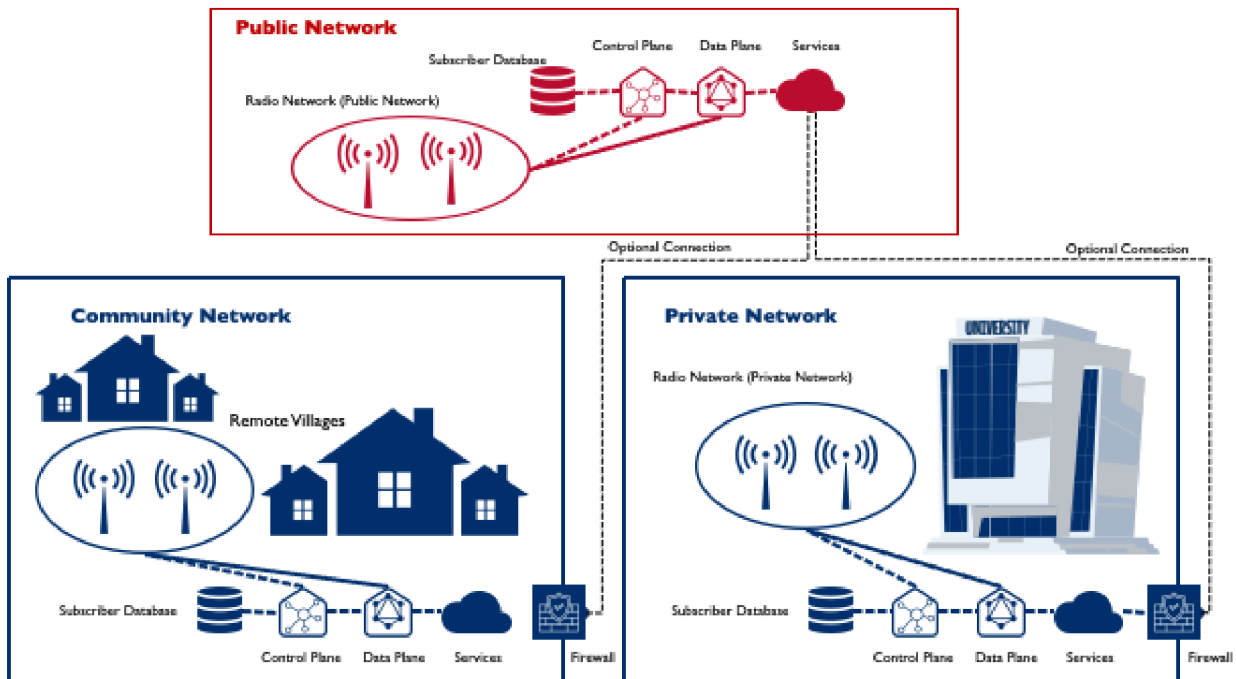 Public Network
Control Plane
Data Plane
Services
Subscriber Database
Radio Network (Public Network)
Optional Connection
Optional Connection
Community Network
Remote Villages
Subscriber Database
Control Plane
Data Plane
Services
Firewall
Private Network
UNIVERSITY
Radio Network (Private Network)
Subscriber Database
Control Plane
Data Plane
Services
Firewall